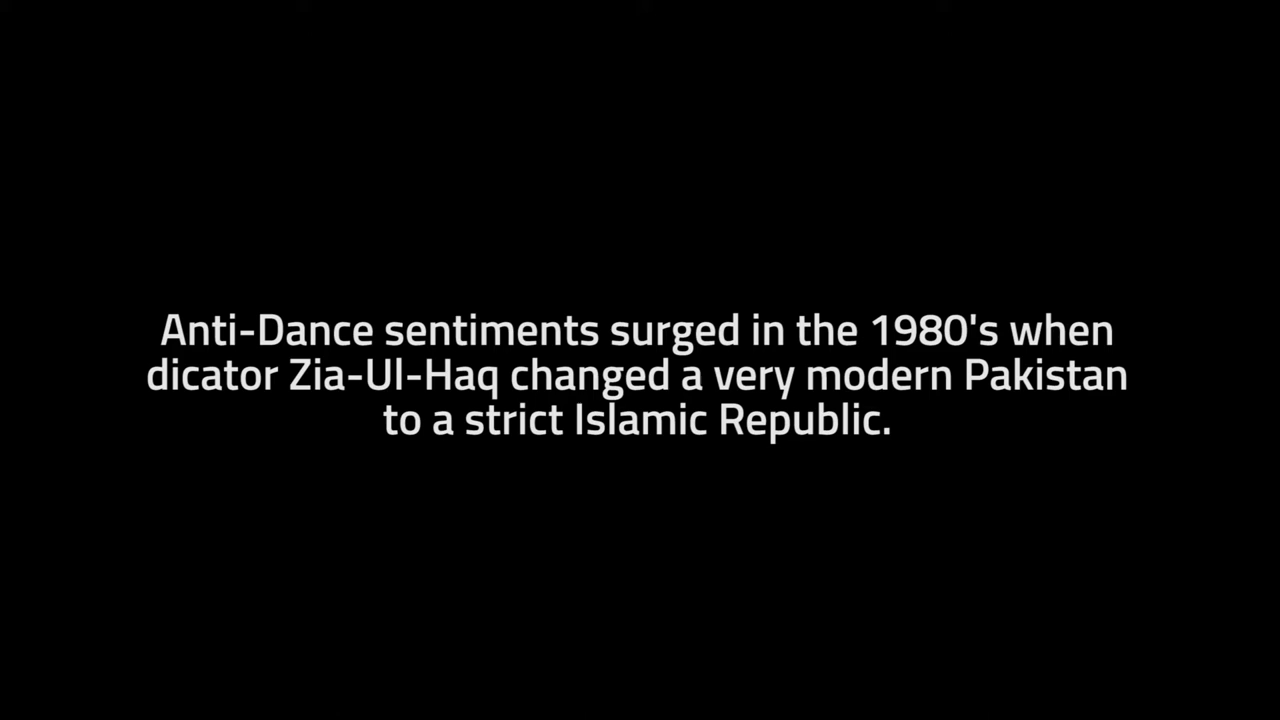 Anti-Dance sentiments surged in the 1980's when
dicator Zia-Ul-Haq changed a very modern Pakistan
to a strict Islamic Republic.